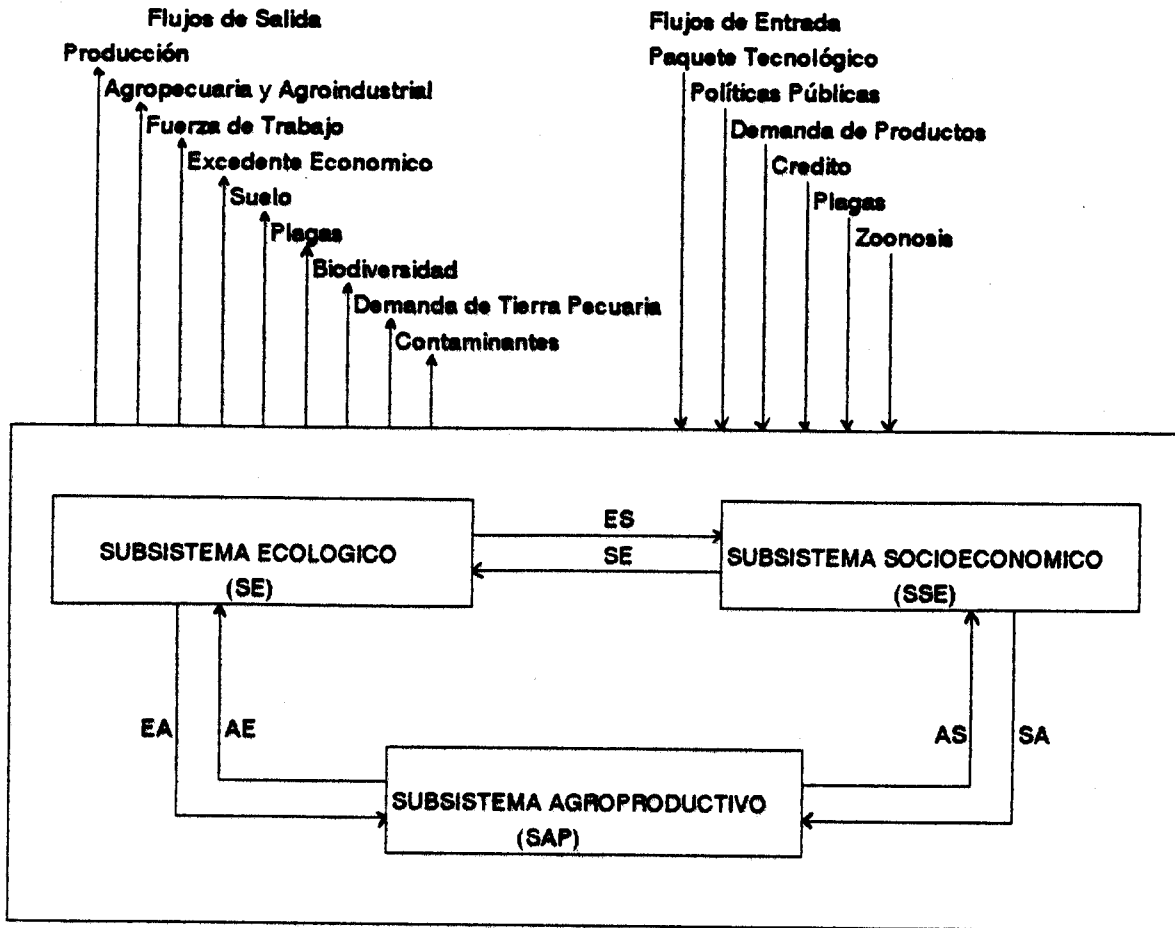 Flujos de Salida
Producción
Agropecuaria y Agroindustrial
Fuerza de Trabajo
Excedente Economico
Suelo
Plagas
Biodiversidad
Demanda de Tierra Pecuaria
Contaminantes
Flujos de Entrada
Paquete Tecnológico
Políticas Públicas
Demanda de Productos
Credito
Plagas
Zoonosis
SUBSISTEMA ECOLOGICO
(SE)
ES
SE
SUBSISTEMA SOCIOECONOMICO
(SSE)
EA
AE
AS
SA
SUBSISTEMA AGROPRODUCTIVO
(SAP)